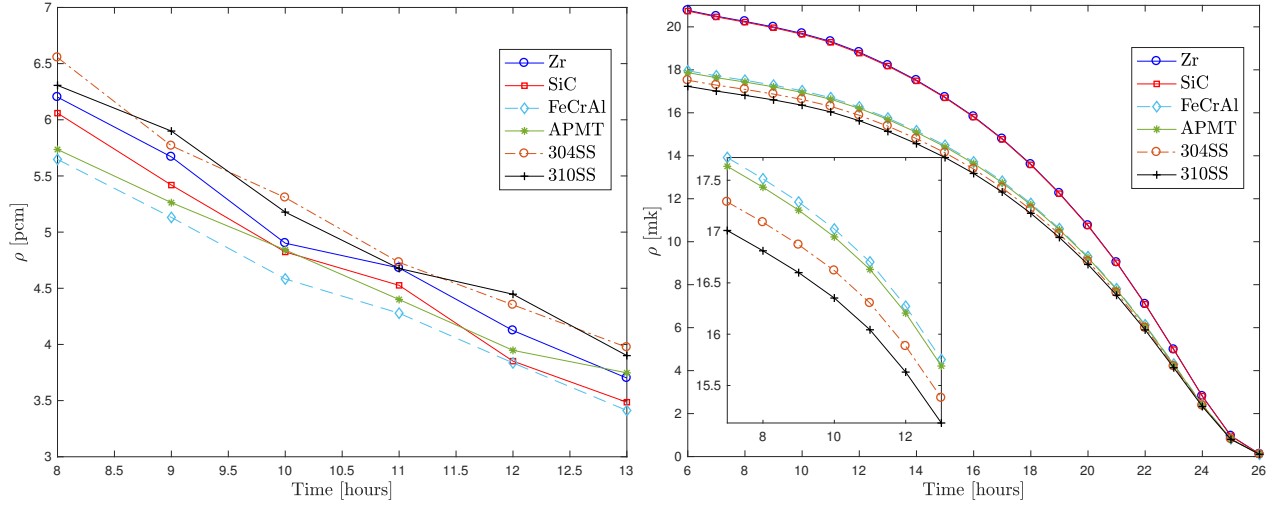 7
6.5
6
5.5
5
4.5
4
3.5
3
ρ [pcm]
8 8.5 9 9.5 10 10.5 11 11.5 12 12.5 13
Time [hours]
Zr
SiC
FeCrAl
APMT
304SS
310SS
20
18
16
14
12
10
8
6
4
2
0
ρ [mk]
6 8 10 12 14 16 18 20 22 24 26
Time [hours]
Zr
SiC
FeCrAl
APMT
304SS
310SS
17.5
17
16.5
16
15.5
8 10 12